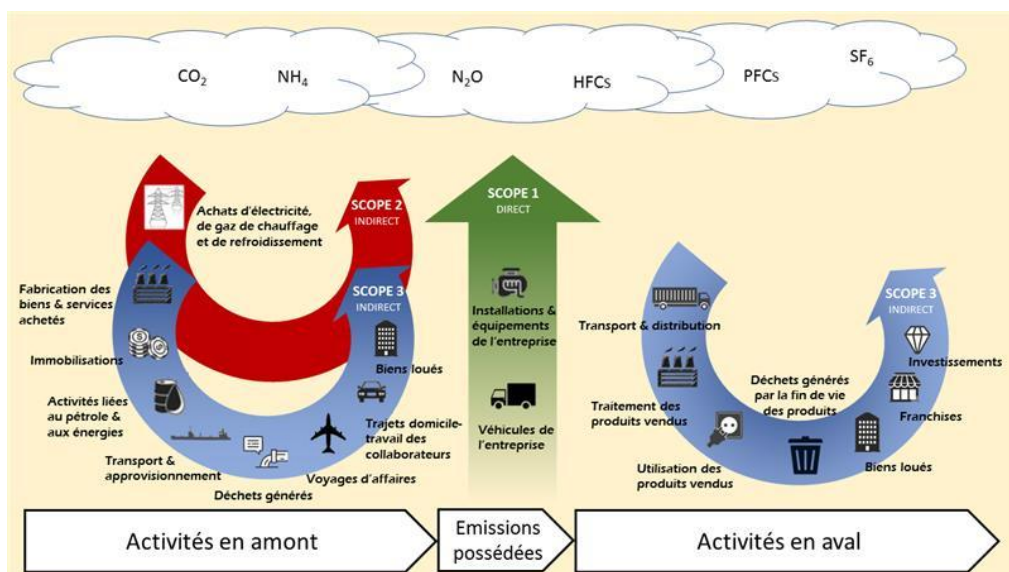 CO₂
NH₄
N₂O
HFCs
PFCs
SF₆
SCOPE 2
INDIRECT
Achats d'électricité,
de gaz de chauffage
et de refroidissement
SCOPE 3
INDIRECT
Fabrication des
biens & services
achetés
Immobilisations
Activités liées
au pétrole &
aux énergies
Transport &
approvisionnement
Déchets générés
Voyages d'affaires
Trajets domicile-
travail des
collaborateurs
Biens loués
SCOPE 1
DIRECT
Installations &
équipements
de l'entreprise
Véhicules de
l'entreprise
SCOPE 3
INDIRECT
Transport & distribution
Traitement des
produits vendus
Utilisation des
produits vendus
Déchets générés
par la fin de vie
des produits
Biens loués
Franchises
Investissements
Activités en amont
Emissions
possédées
Activités en aval